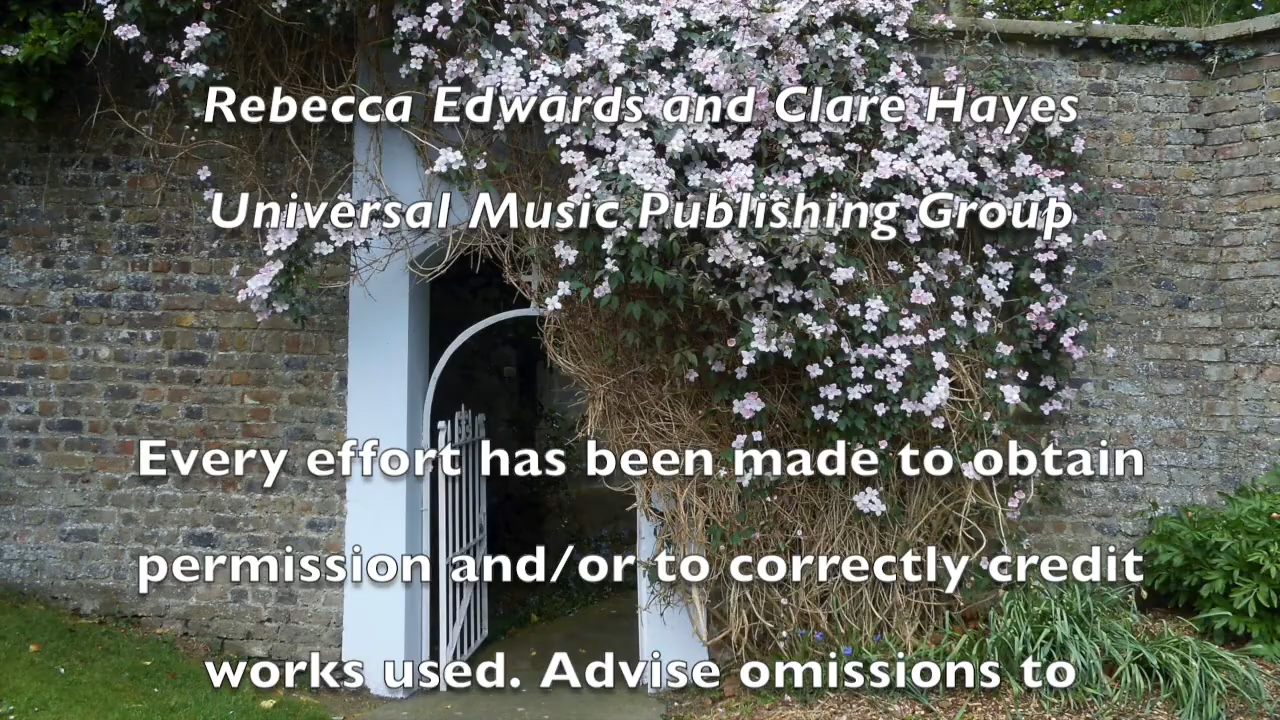 Rebecca Edwards and Clare Hayes
Universal Music Publishing Group
Every effort has been made to obtain
permission and/or to correctly credit
works used. Advise omissions to